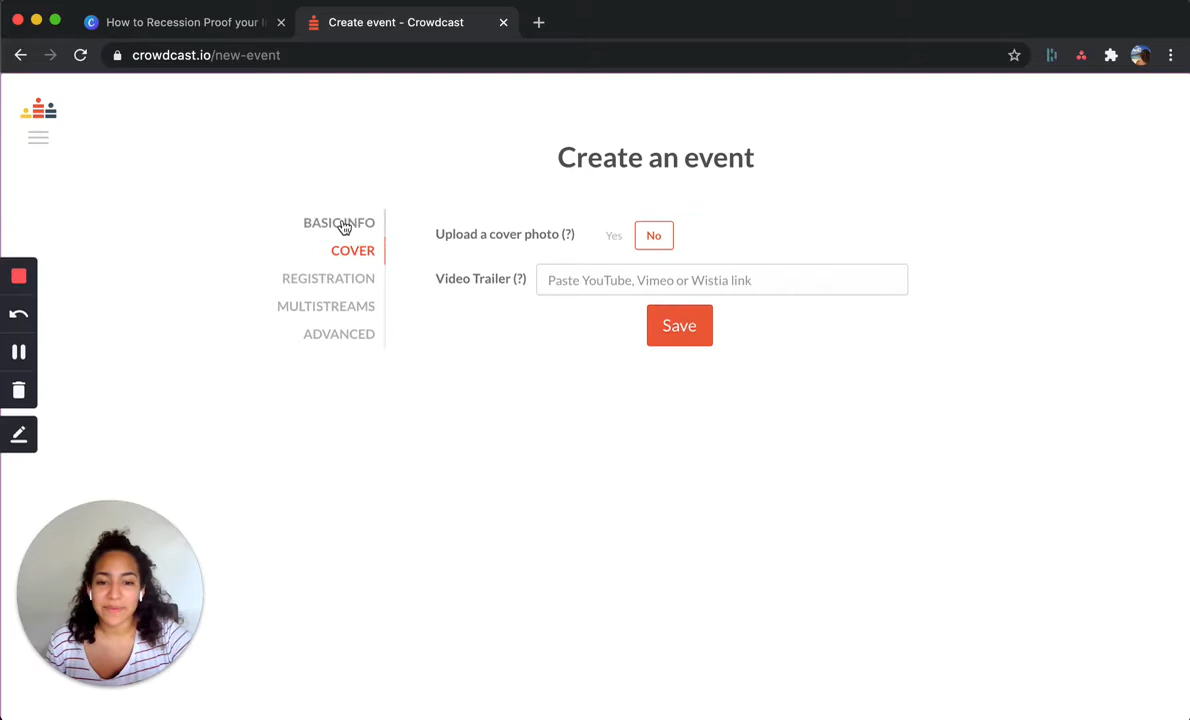 How to Recession Proof your
Create event - Crowdcast
crowdcast.io/new-event
Create an event
BASIC INFO
COVER
REGISTRATION
MULTISTREAMS
ADVANCED
Upload a cover photo (?)
Yes
No
Video Trailer (?)
Paste YouTube, Vimeo or Wistia link
Save